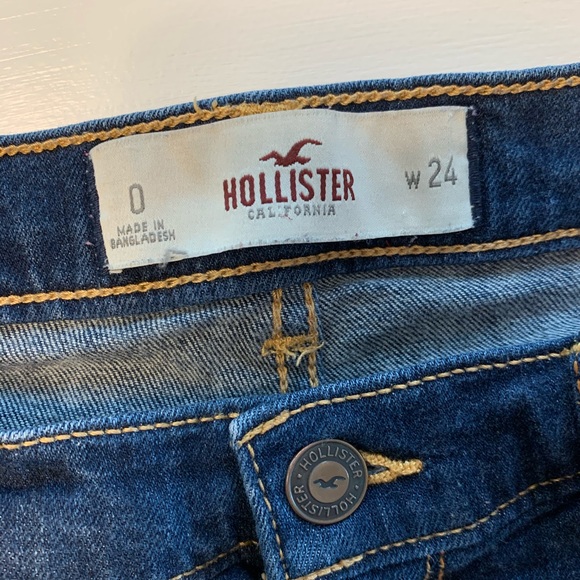 0
MADE IN
BANGLADESH
HOLLISTER
CALIFORNIA
W 24
HOLLISTER
HOLLISTER